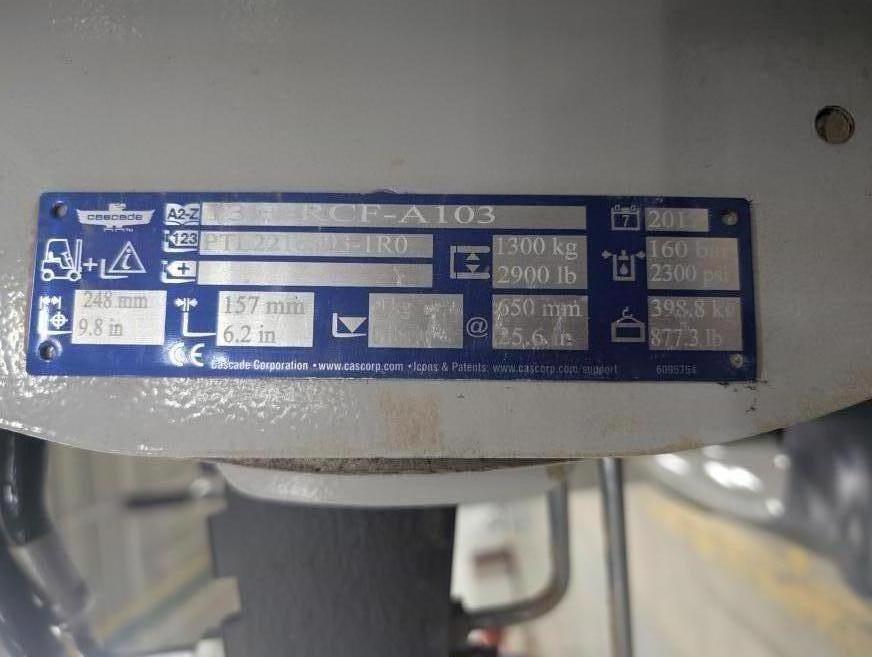 cascade
A2-Z RCF-A103
7 201
123 -1R0
1300 kg
2900 lb
160 bar
2300 psi
248 mm
9.8 in
157 mm
6.2 in
@
650 mm
25.6 in
398.8 kg
877.3 lb
CE Cascade Corporation • www.cascorp.com • Icons & Patents: www.cascorp.com/support 6095754